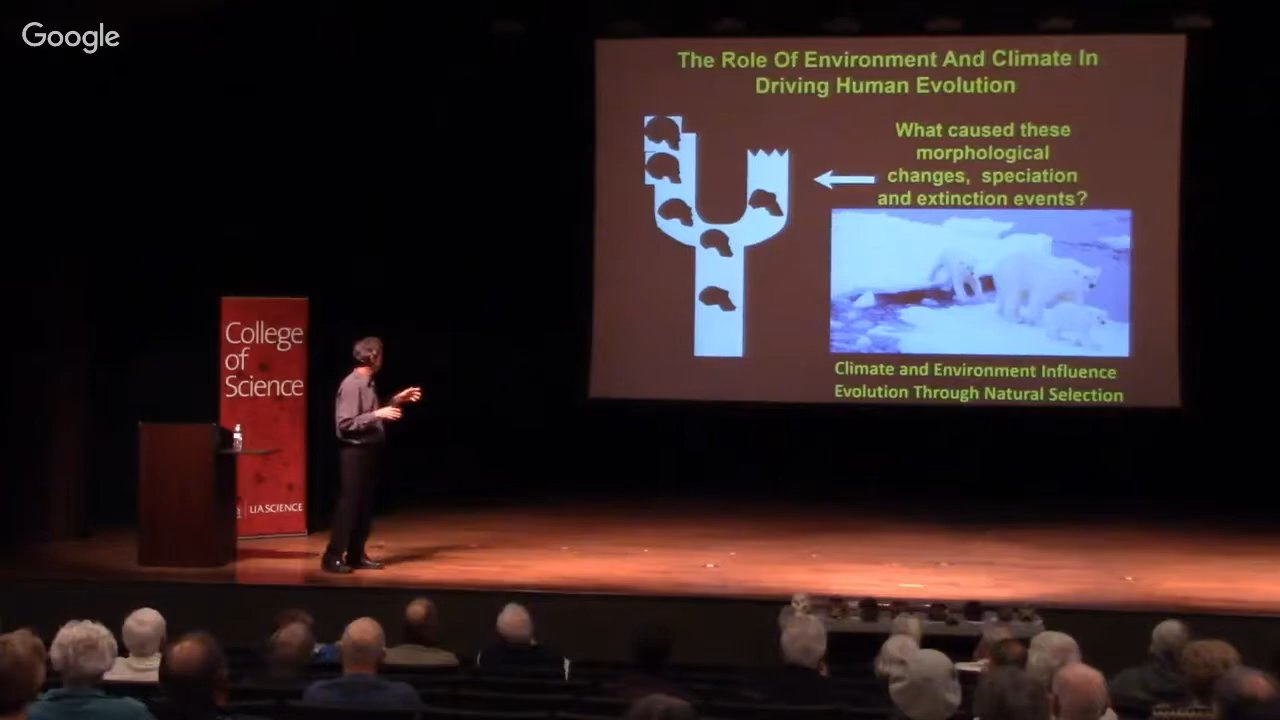 Google
The Role Of Environment And Climate In
Driving Human Evolution
What caused these
morphological
changes, speciation
and extinction events?
Climate and Environment Influence
Evolution Through Natural Selection
College
of
Science
UA SCIENCE